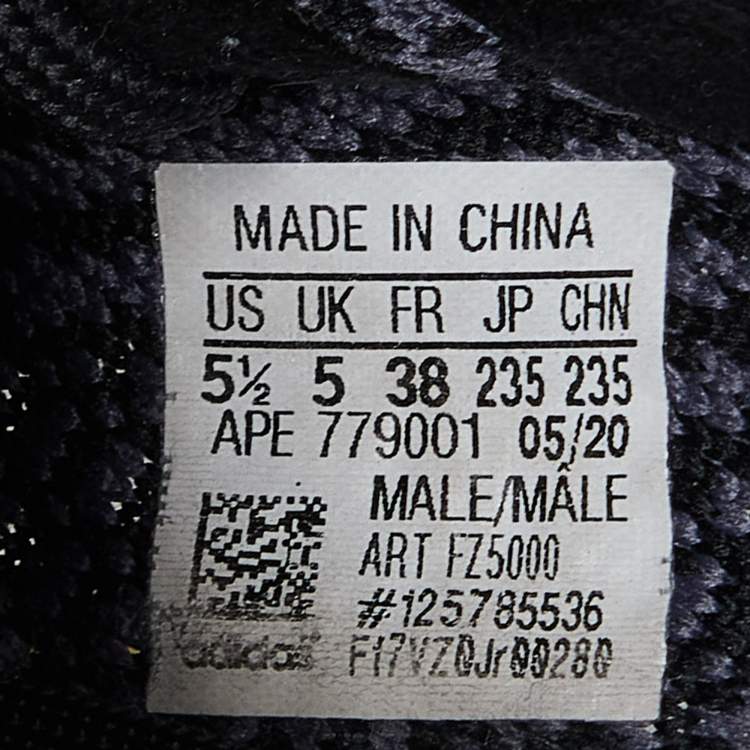 MADE IN CHINA
US UK FR JP CHN
5½ 5 38 235 235
APE 779001 05/20
MALE/MÂLE
ART FZ5000
#125785536
adidas F17VZ0Jr00280